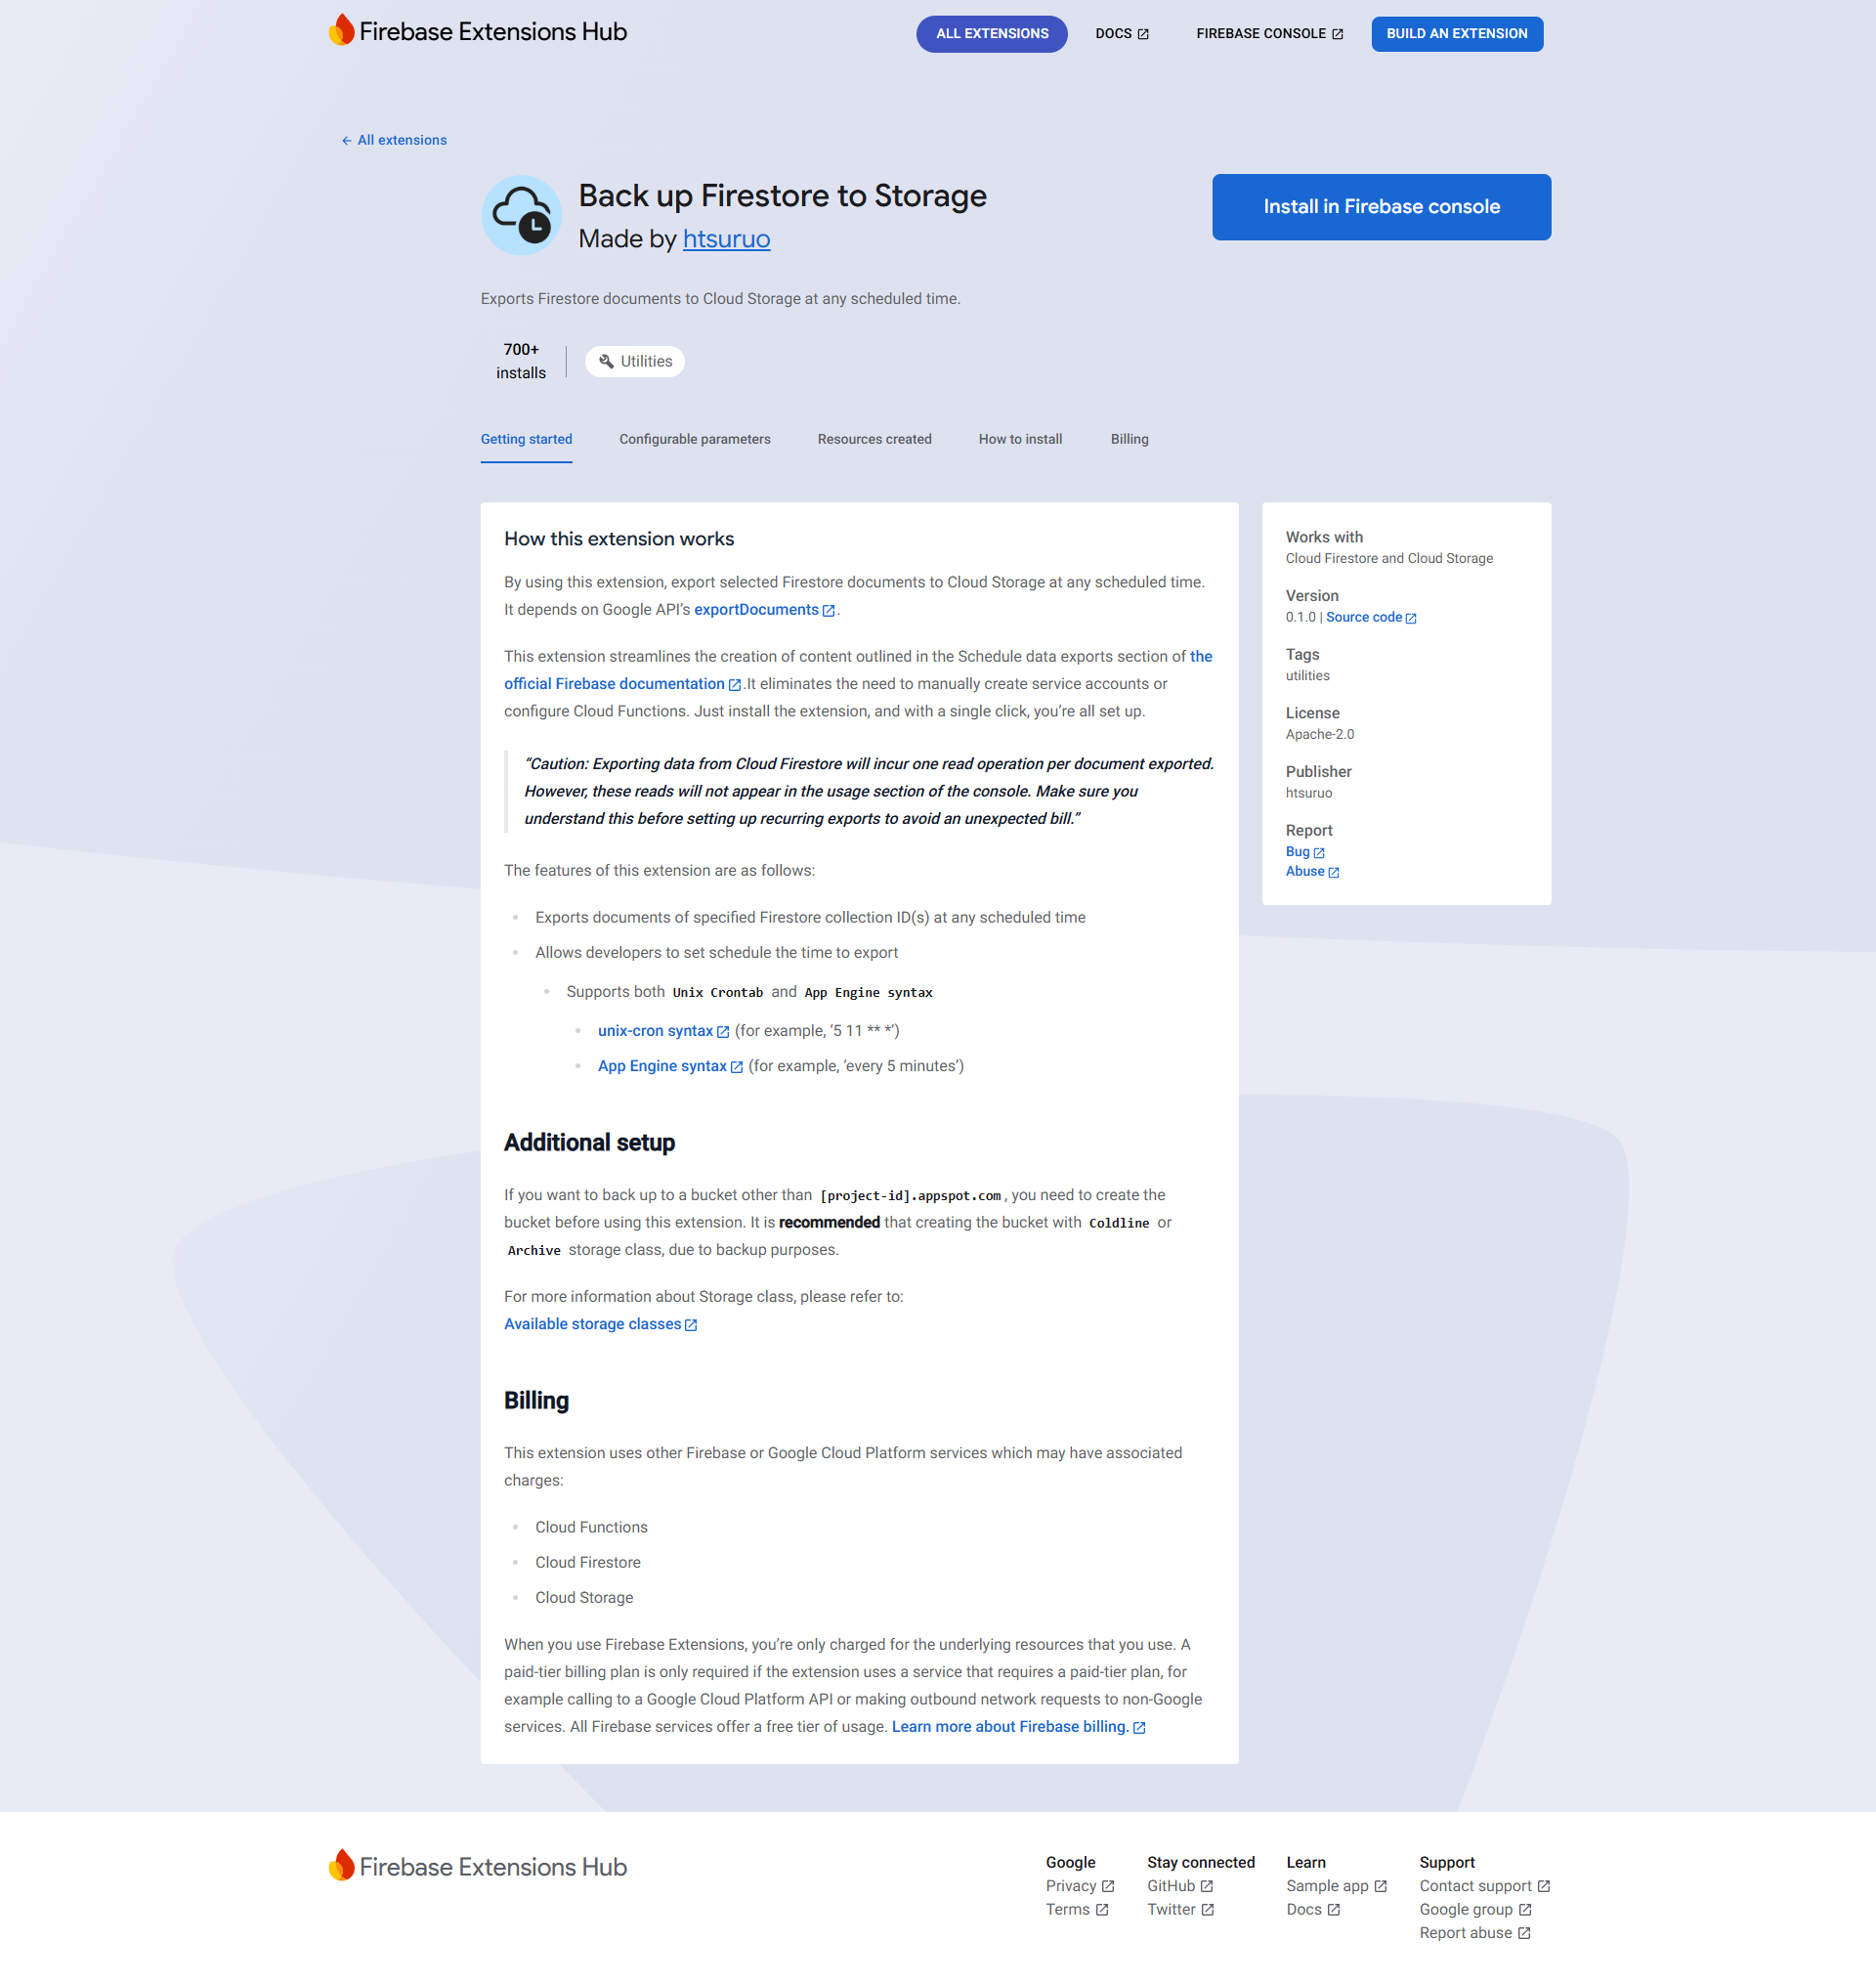 Firebase Extensions Hub
ALL EXTENSIONS
DOCS
FIREBASE CONSOLE
BUILD AN EXTENSION
← All extensions
Back up Firestore to Storage
Made by htsuruo
Install in Firebase console
Exports Firestore documents to Cloud Storage at any scheduled time.
700+
installs
Utilities
Getting started
Configurable parameters
Resources created
How to install
Billing
How this extension works
By using this extension, export selected Firestore documents to Cloud Storage at any scheduled time.
It depends on Google API’s exportDocuments.
This extension streamlines the creation of content outlined in the Schedule data exports section of the
official Firebase documentation.It eliminates the need to manually create service accounts or
configure Cloud Functions. Just install the extension, and with a single click, you’re all set up.
“Caution: Exporting data from Cloud Firestore will incur one read operation per document exported.
However, these reads will not appear in the usage section of the console. Make sure you
understand this before setting up recurring exports to avoid an unexpected bill.”
The features of this extension are as follows:
Exports documents of specified Firestore collection ID(s) at any scheduled time
Allows developers to set schedule the time to export
Supports both Unix Crontab and App Engine syntax
unix-cron syntax (for example, ‘5 11 ** *’)
App Engine syntax (for example, ‘every 5 minutes’)
Additional setup
If you want to back up to a bucket other than [project-id].appspot.com, you need to create the
bucket before using this extension. It is recommended that creating the bucket with Coldline or
Archive storage class, due to backup purposes.
For more information about Storage class, please refer to:
Available storage classes
Billing
This extension uses other Firebase or Google Cloud Platform services which may have associated
charges:
Cloud Functions
Cloud Firestore
Cloud Storage
When you use Firebase Extensions, you’re only charged for the underlying resources that you use. A
paid-tier billing plan is only required if the extension uses a service that requires a paid-tier plan, for
example calling to a Google Cloud Platform API or making outbound network requests to non-Google
services. All Firebase services offer a free tier of usage. Learn more about Firebase billing.
Works with
Cloud Firestore and Cloud Storage
Version
0.1.0 | Source code
Tags
utilities
License
Apache-2.0
Publisher
htsuruo
Report
Bug
Abuse
Firebase Extensions Hub
Google
Privacy
Terms
Stay connected
GitHub
Twitter
Learn
Sample app
Docs
Support
Contact support
Google group
Report abuse